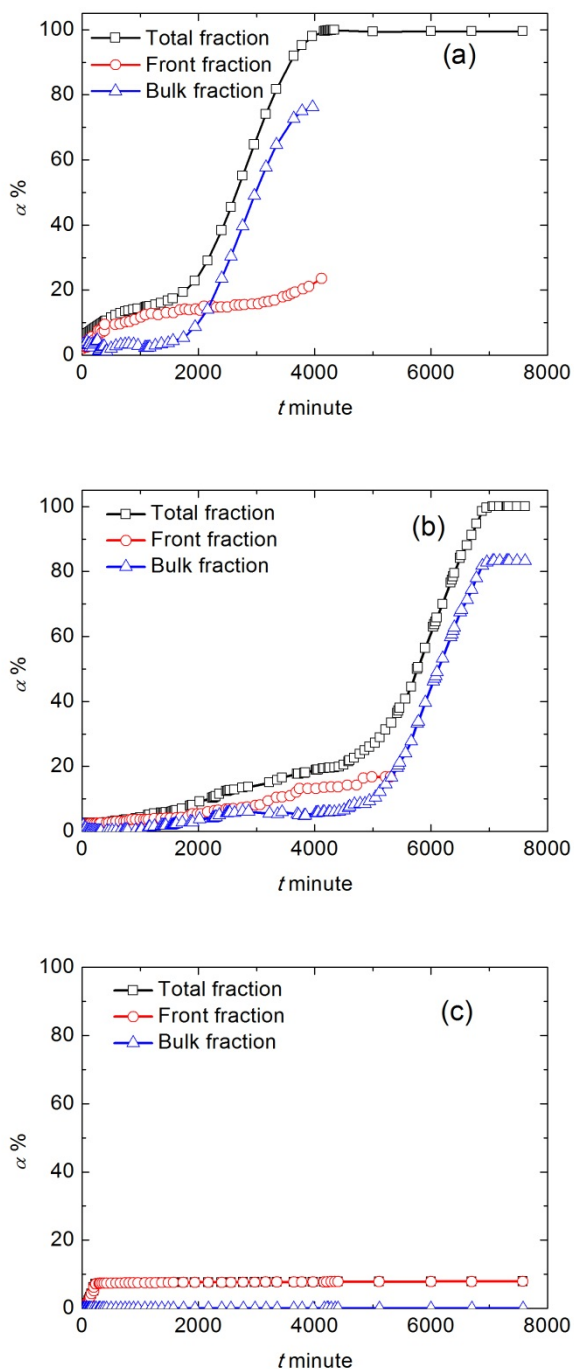 100
80
60
40
20
0
α %
Total fraction
Front fraction
Bulk fraction
(a)
0 2000 4000 6000 8000
t minute
100
80
60
40
20
0
α %
Total fraction
Front fraction
Bulk fraction
(b)
0 2000 4000 6000 8000
t minute
100
80
60
40
20
0
α %
Total fraction
Front fraction
Bulk fraction
(c)
0 2000 4000 6000 8000
t minute